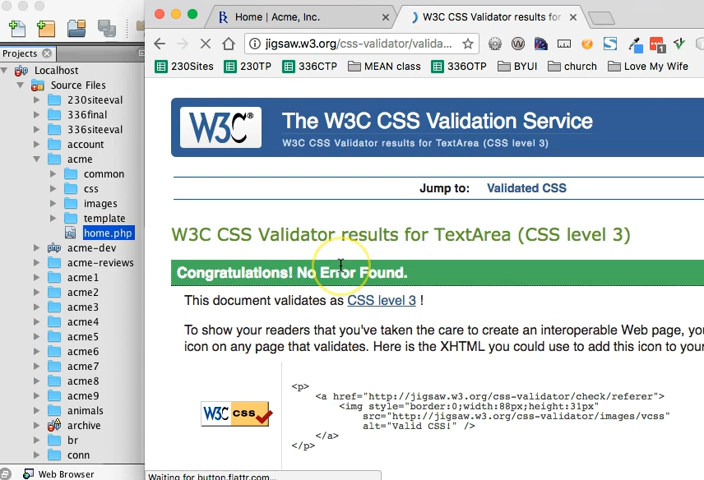 Projects
Localhost
Source Files
230siteeval
336final
336siteeval
account
acme
common
css
images
template
home.php
acme-dev
acme-reviews
acme1
acme2
acme3
acme4
acme5
acme6
acme7
acme8
acme9
animals
archive
br
conn
Web Browser
Home | Acme, Inc.
W3C CSS Validator results for
jigsaw.w3.org/css-validator/valida...
230Sites
230TP
336CTP
MEAN class
336OTP
BYUI
church
Love My Wife
W3C®
The W3C CSS Validation Service
W3C CSS Validator results for TextArea (CSS level 3)
Jump to: Validated CSS
W3C CSS Validator results for TextArea (CSS level 3)
Congratulations! No Error Found.
This document validates as CSS level 3 !
To show your readers that you've taken the care to create an interoperable Web page, you
icon on any page that validates. Here is the XHTML you could use to add this icon to your
W3C css
<p>
<a href="http://jigsaw.w3.org/css-validator/check/referer">
<img style="border:0;width:88px;height:31px"
src="http://jigsaw.w3.org/css-validator/images/vcss"
alt="Valid CSS!" />
</a>
</p>
Waiting for button.flattr.com...